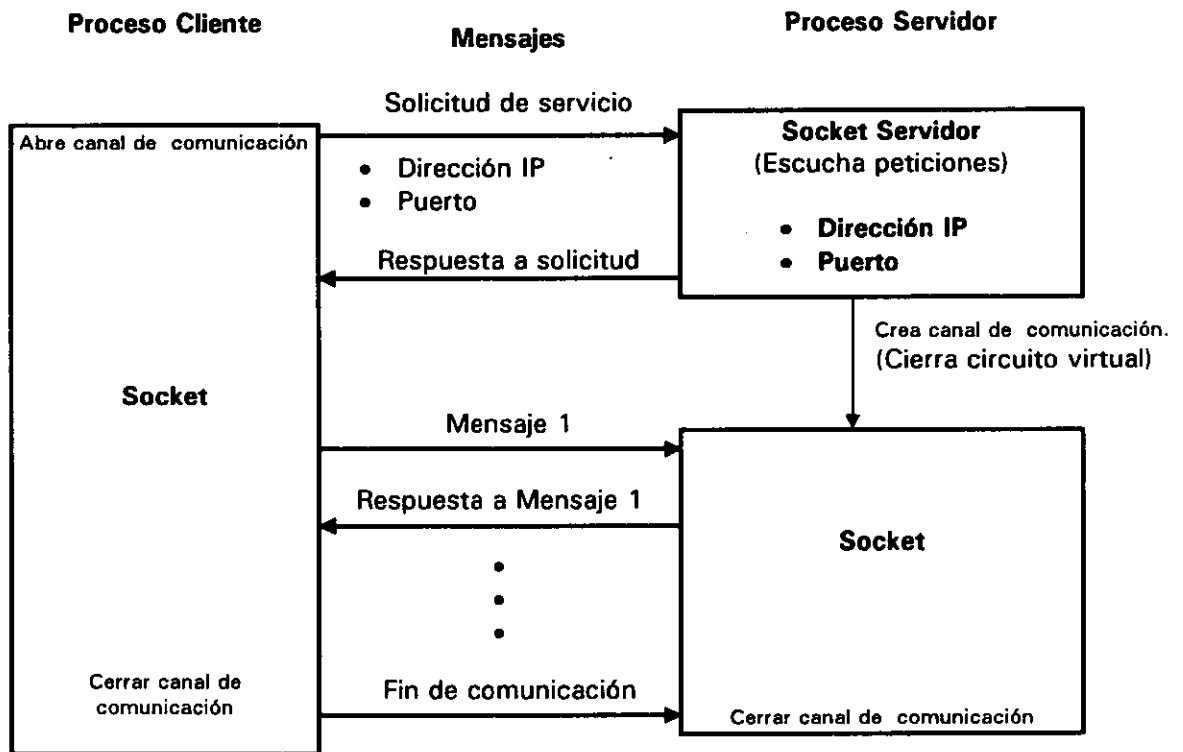 Proceso Cliente
Mensajes
Proceso Servidor
Solicitud de servicio
Abre canal de comunicación
• Dirección IP
• Puerto
Socket Servidor
(Escucha peticiones)
• Dirección IP
• Puerto
Respuesta a solicitud
Crea canal de comunicación.
(Cierra circuito virtual)
Socket
Mensaje 1
Respuesta a Mensaje 1
Socket
Cerrar canal de
comunicación
Fin de comunicación
Cerrar canal de comunicación